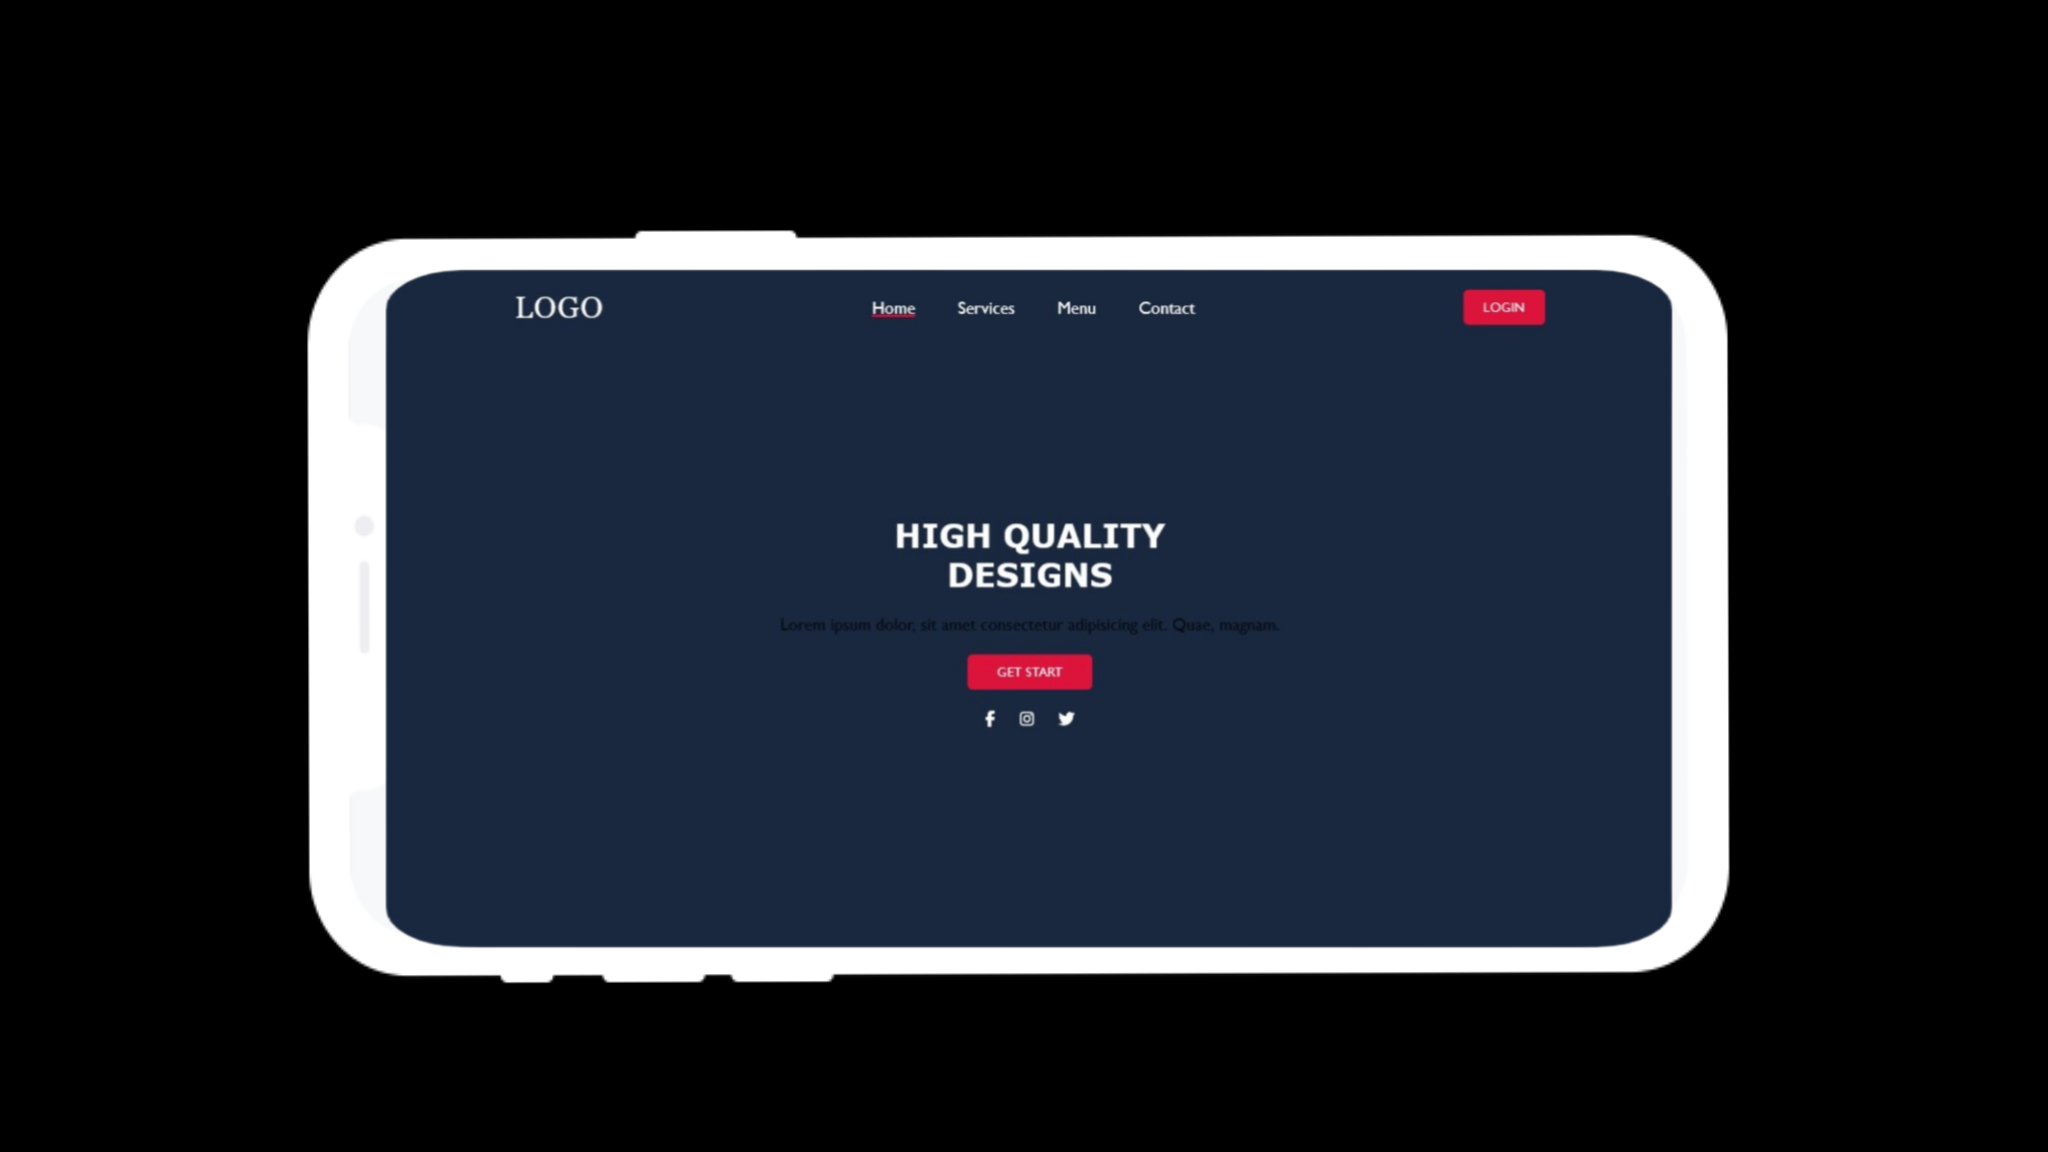 LOGO
Home Services Menu Contact
LOGIN
HIGH QUALITY
DESIGNS
Lorem ipsum dolor, sit amet consectetur adipisicing elit. Quae, magnam.
GET START